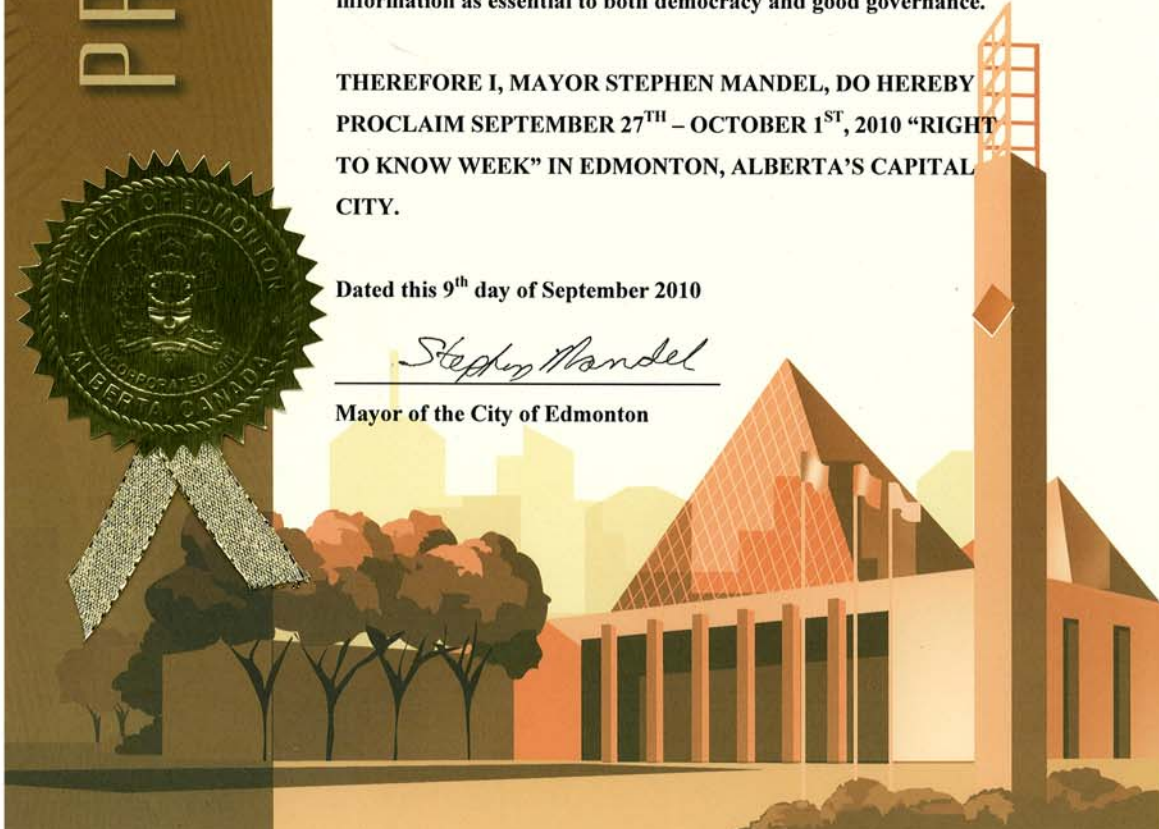 information as essential to both democracy and good governance.
THEREFORE I, MAYOR STEPHEN MANDEL, DO HEREBY
PROCLAIM SEPTEMBER 27TH – OCTOBER 1ST, 2010 “RIGHT
TO KNOW WEEK” IN EDMONTON, ALBERTA’S CAPITAL
CITY.
Dated this 9th day of September 2010
Stephen Mandel
Mayor of the City of Edmonton
PR
THE CITY OF EDMONTON
INCORPORATED
ALBERTA, CANADA